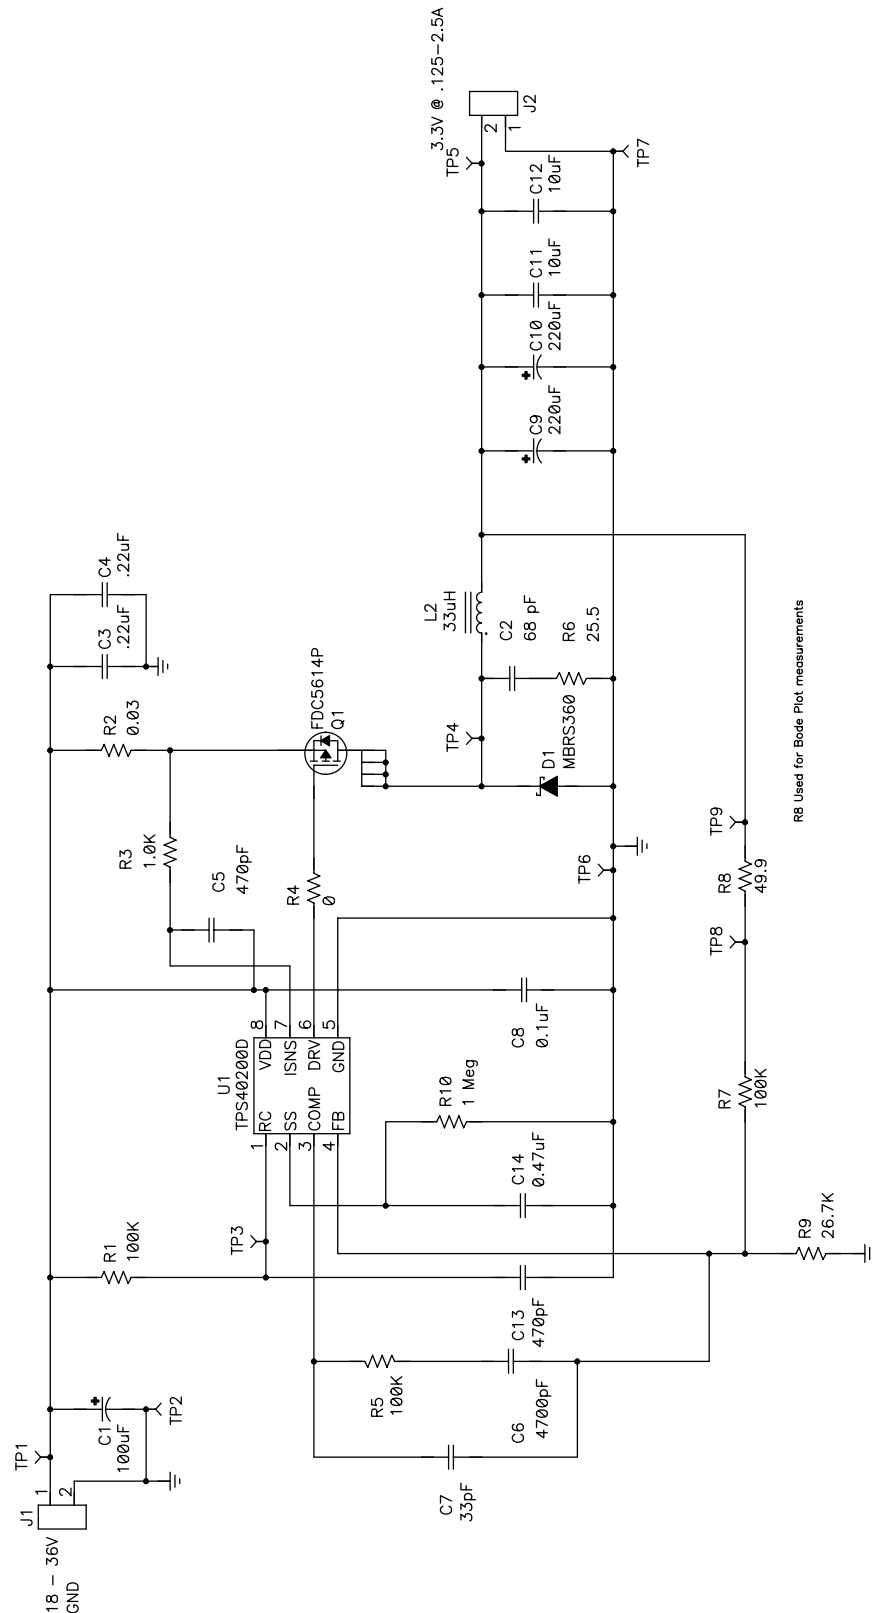 18 – 36V
GND
J1
1
2
TP1
C1
100uF
TP2
R1
100K
TP3
U1
TPS40200D
1
RC
VDD
8
2
SS
ISNS
7
3
COMP
DRV
6
4
FB
GND
5
R3
1.0K
C5
470pF
R2
0.03
C3
.22uF
C4
.22uF
R4
0
FDC5614P
Q1
TP4
D1
MBRS360
L2
33uH
C2
68 pF
R6
25.5
C9
220uF
C10
220uF
C11
10uF
C12
10uF
TP5
3.3V @ .125–2.5A
J2
2
1
TP7
TP6
C7
33pF
R5
100K
C6
4700pF
C13
470pF
C14
0.47uF
R10
1 Meg
C8
0.1uF
R9
26.7K
R7
100K
TP8
R8
49.9
TP9
R8 Used for Bode Plot measurements